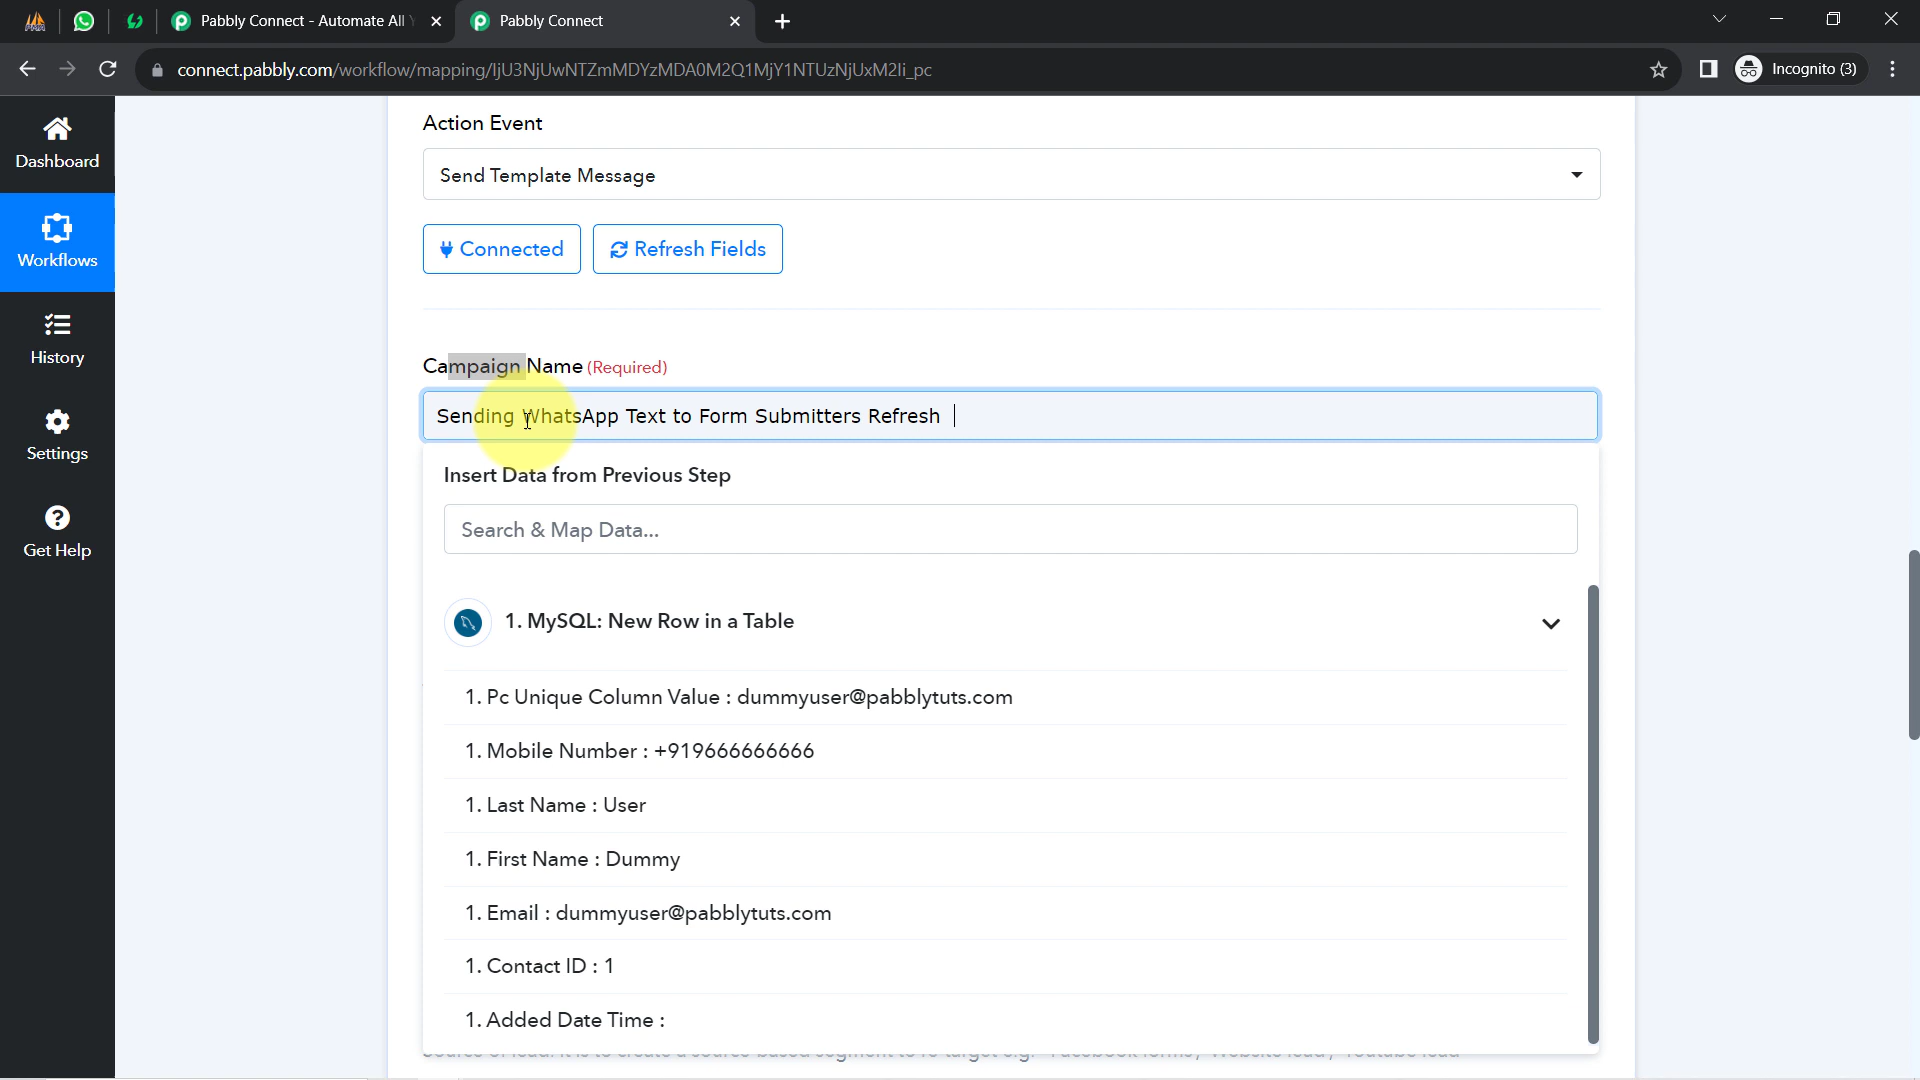 Pabbly Connect - Automate All Y
Pabbly Connect
connect.pabbly.com/workflow/mapping/IjU3NjUwNTZmMDYzMDA0M2Q1MjY1NTUzNjUxM2Ii_pc
Incognito (3)
Dashboard
Workflows
History
Settings
Get Help
Action Event
Send Template Message
Connected
Refresh Fields
Campaign Name (Required)
Sending WhatsApp Text to Form Submitters Refresh
Insert Data from Previous Step
Search & Map Data...
1. MySQL: New Row in a Table
1. Pc Unique Column Value : dummyuser@pabblytuts.com
1. Mobile Number : +919666666666
1. Last Name : User
1. First Name : Dummy
1. Email : dummyuser@pabblytuts.com
1. Contact ID : 1
1. Added Date Time :